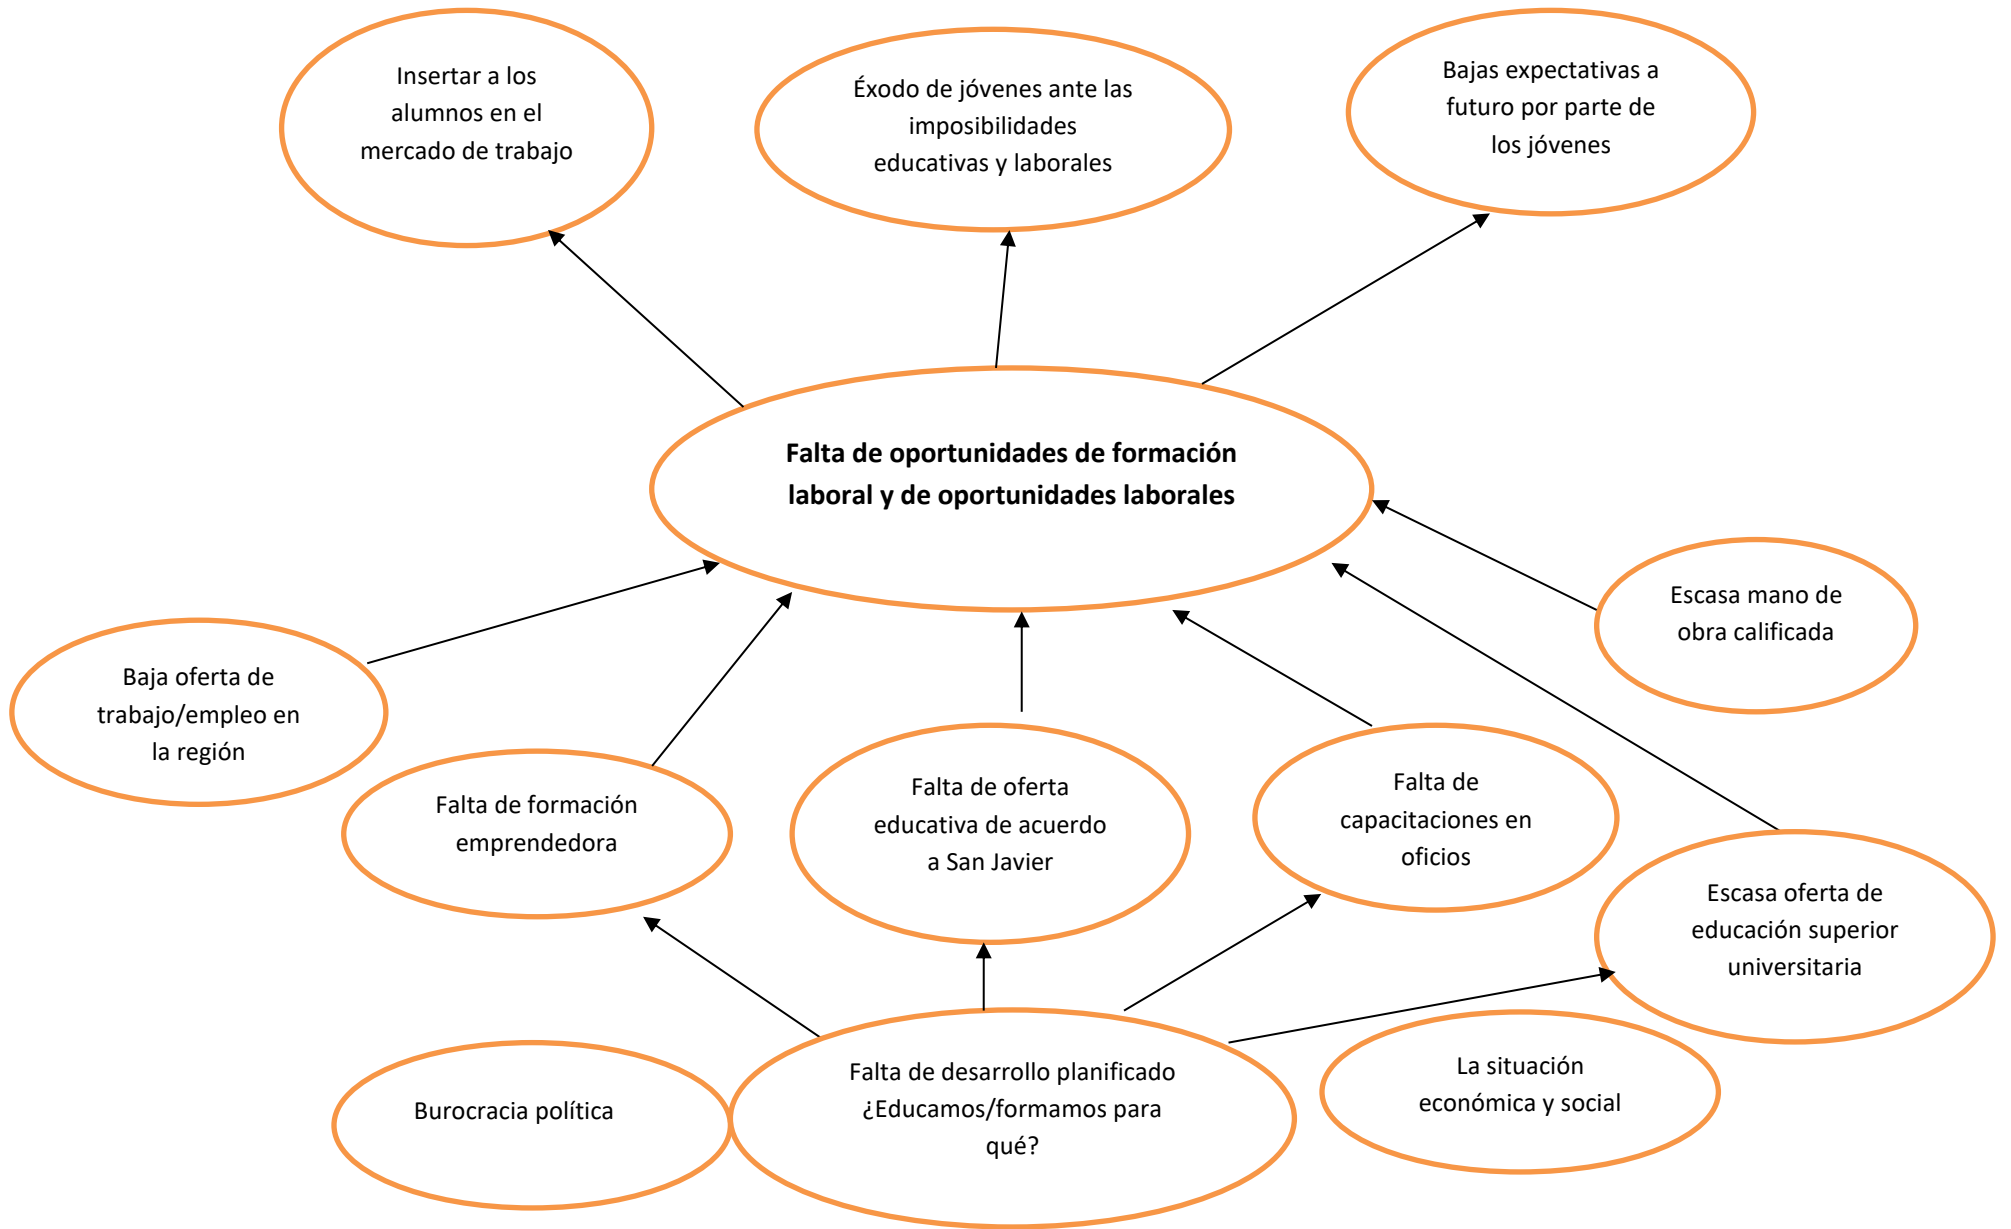 Insertar a los
alumnos en el
mercado de trabajo
Éxodo de jóvenes ante las
imposibilidades
educativas y laborales
Bajas expectativas a
futuro por parte de
los jóvenes
Falta de oportunidades de formación
laboral y de oportunidades laborales
Escasa mano de
obra calificada
Baja oferta de
trabajo/empleo en
la región
Falta de formación
emprendedora
Falta de oferta
educativa de acuerdo
a San Javier
Falta de
capacitaciones en
oficios
Escasa oferta de
educación superior
universitaria
Burocracia política
Falta de desarrollo planificado
¿Educamos/formamos para
qué?
La situación
económica y social